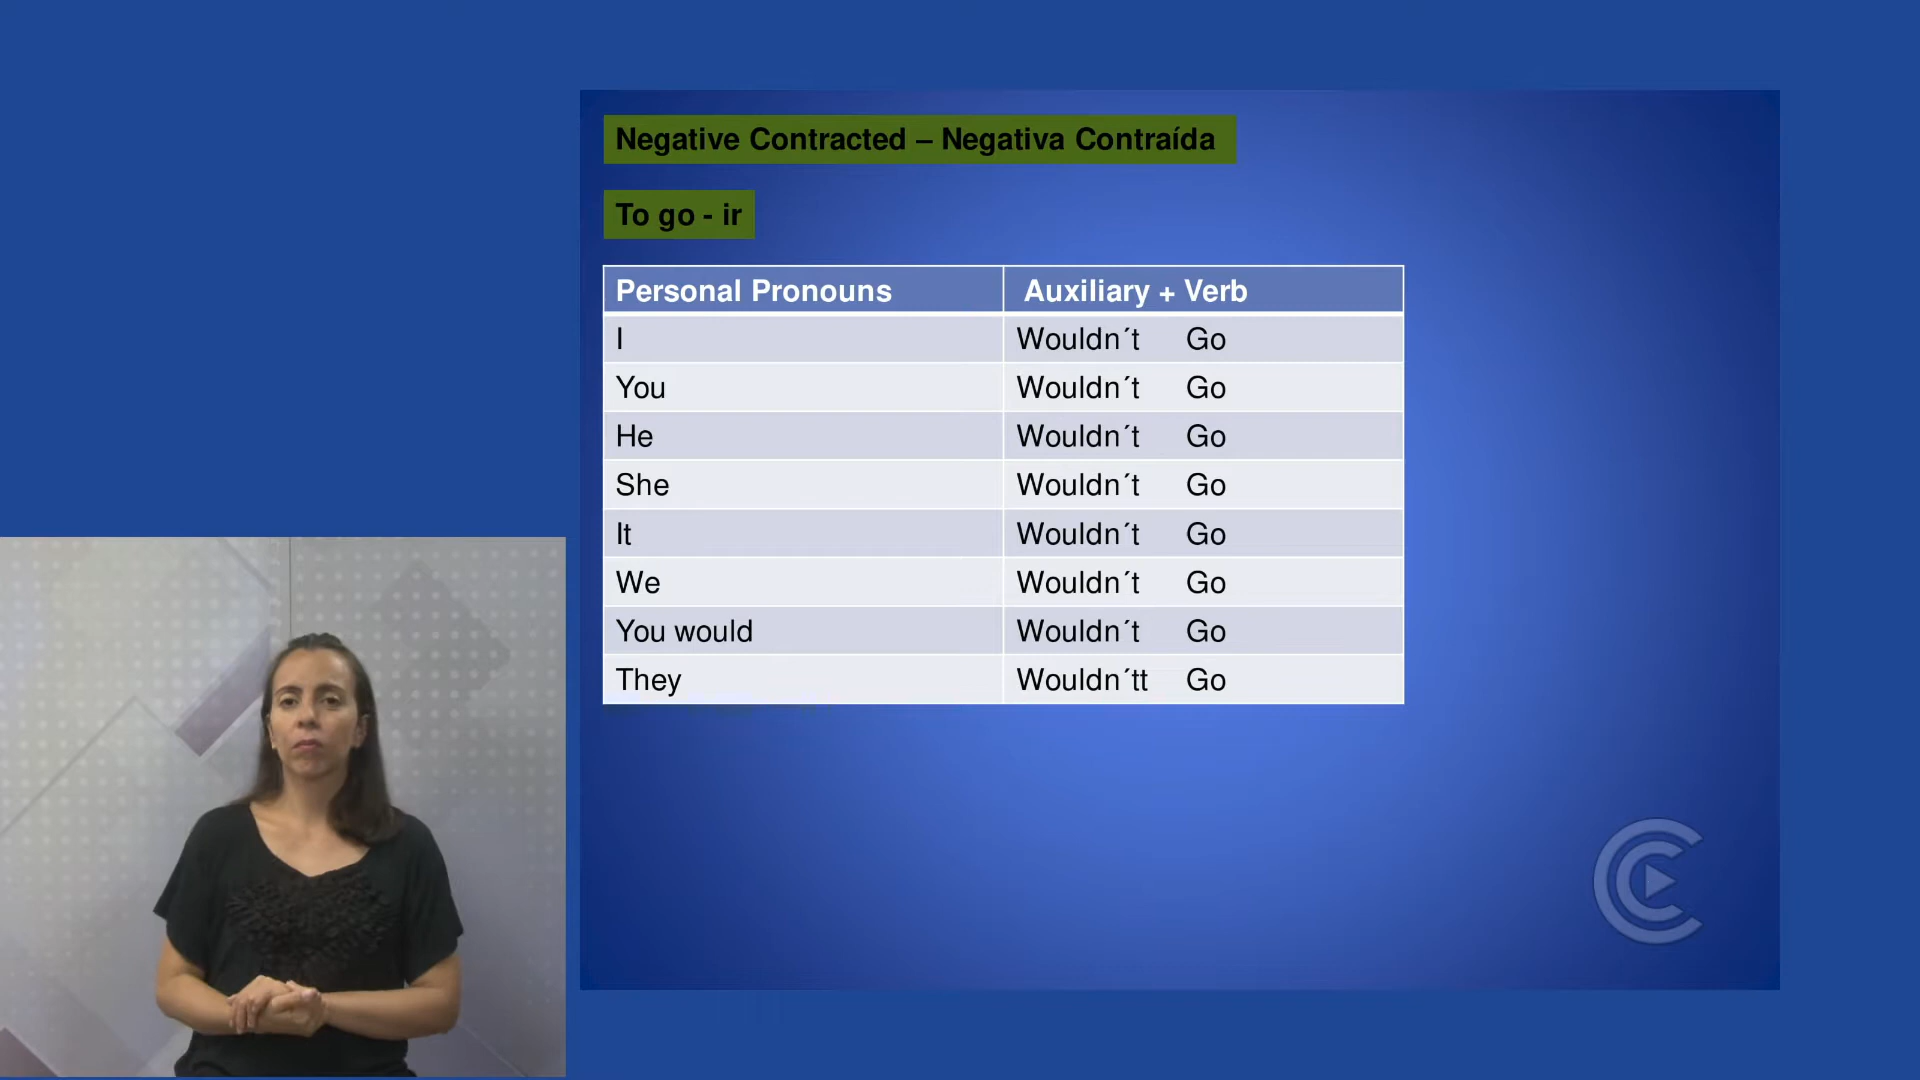 Negative Contracted – Negativa Contraída
To go - ir
Personal Pronouns Auxiliary + Verb
I Wouldn´t Go
You Wouldn´t Go
He Wouldn´t Go
She Wouldn´t Go
It Wouldn´t Go
We Wouldn´t Go
You would Wouldn´t Go
They Wouldn´tt Go